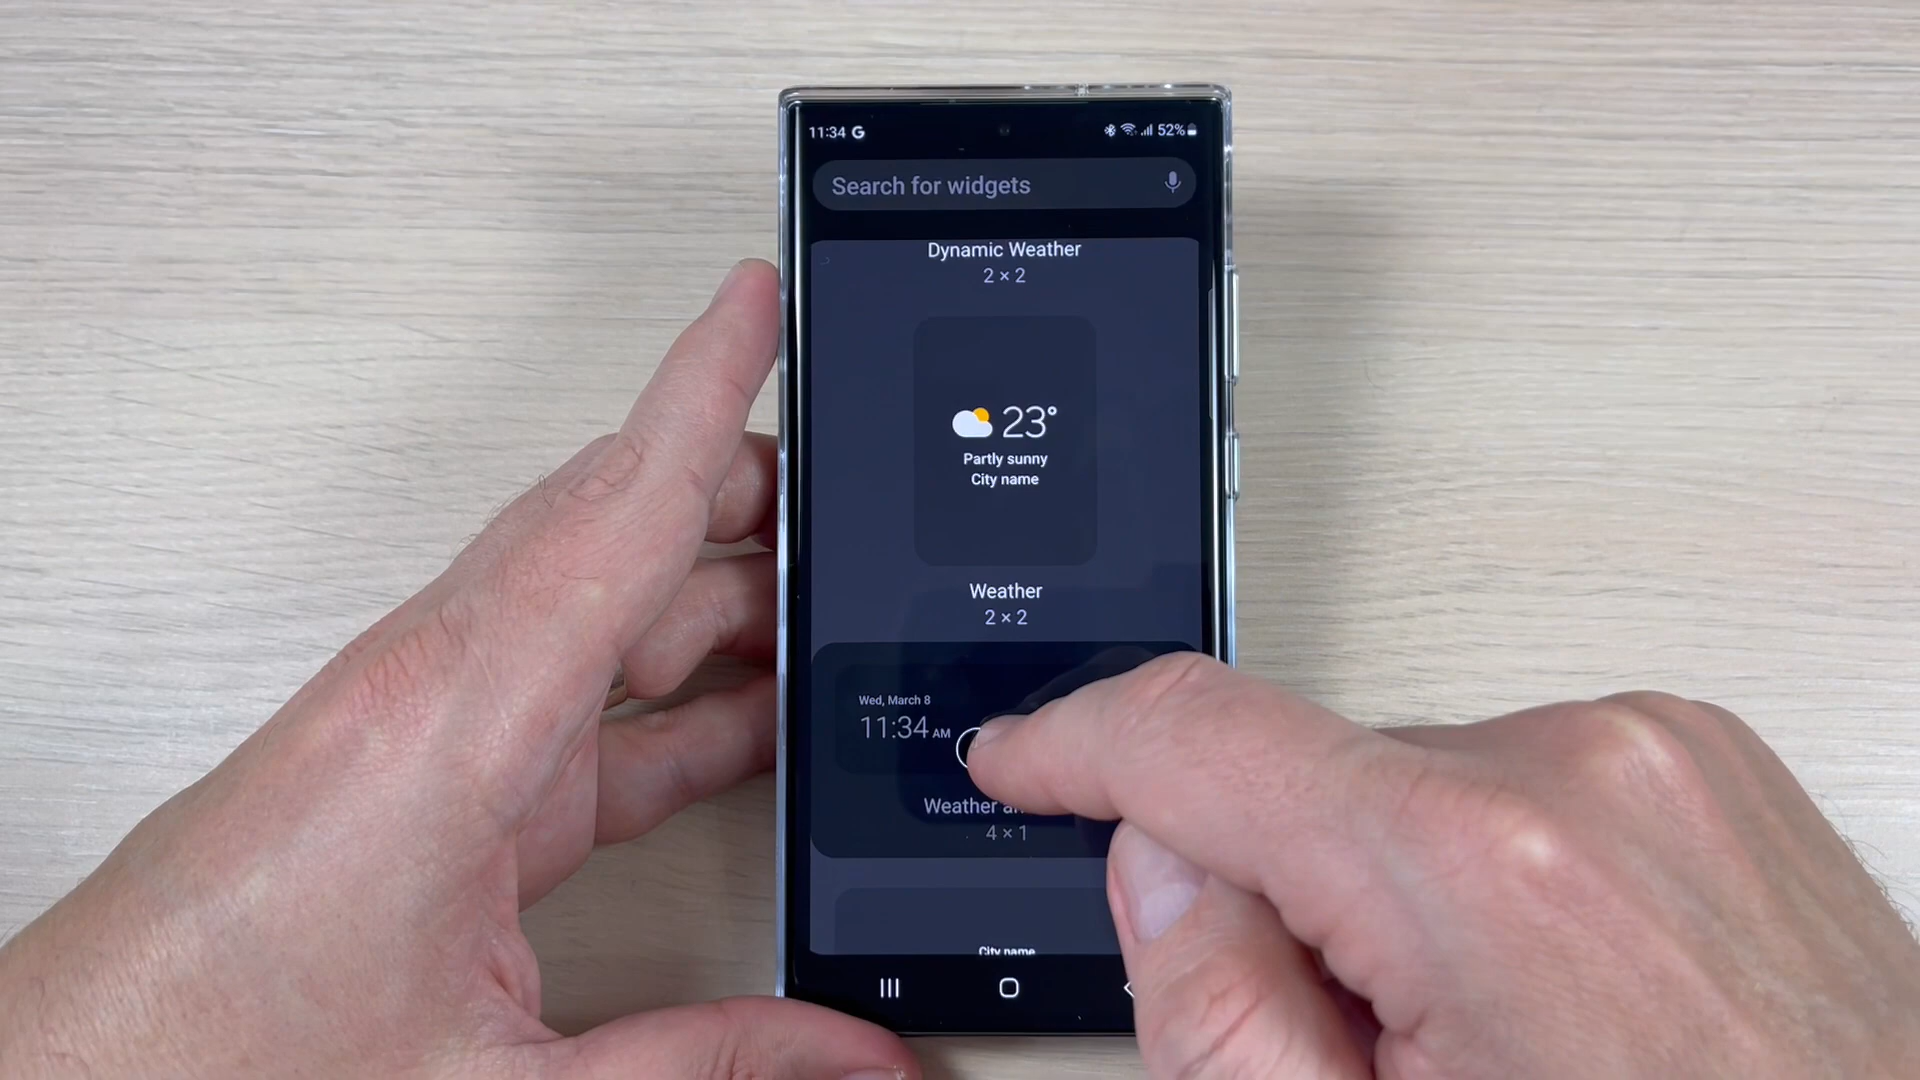 11:34 G
52%
Search for widgets
Dynamic Weather
2 × 2
23°
Partly sunny
City name
Weather
2 × 2
Wed, March 8
11:34 AM
Weather
4 × 1
City name